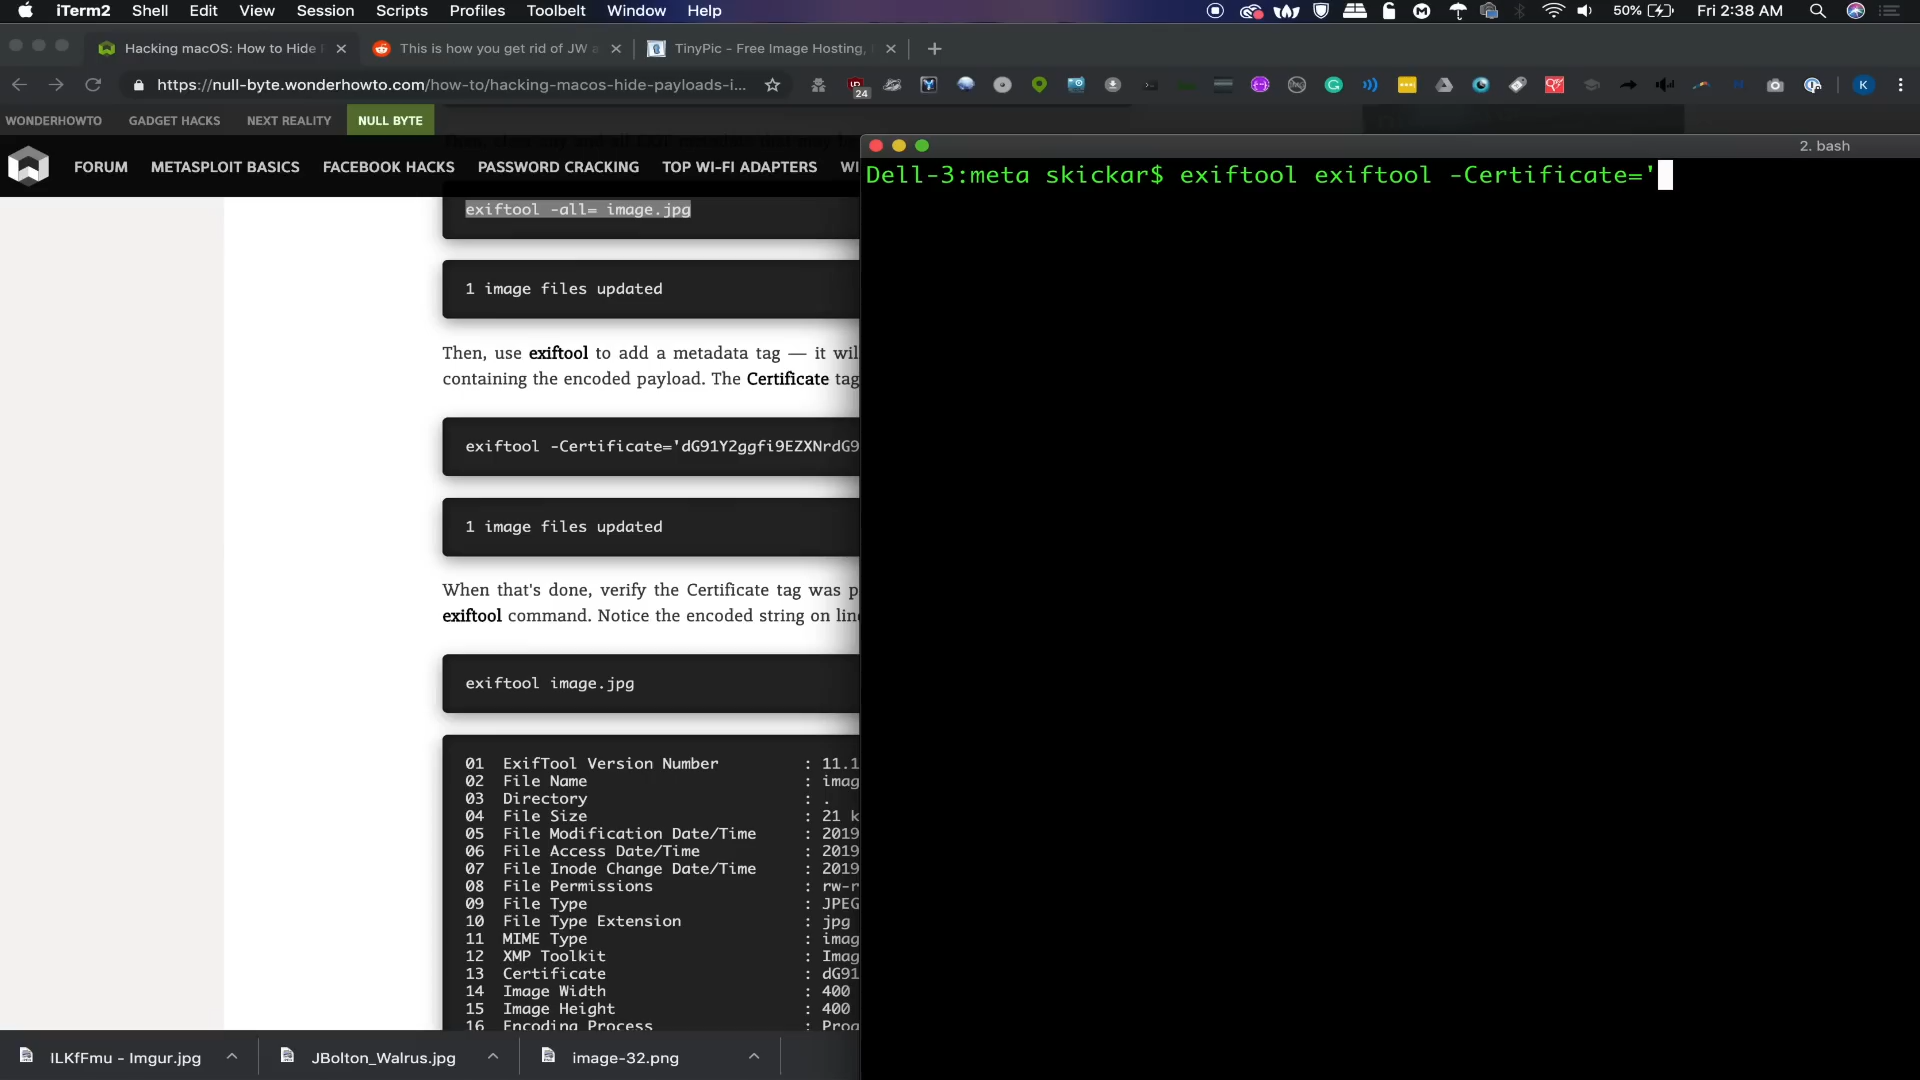 iTerm2 Shell Edit View Session Scripts Profiles Toolbelt Window Help 50% Fri 2:38 AM
Hacking macOS: How to Hide
This is how you get rid of JW a
TinyPic - Free Image Hosting,
https://null-byte.wonderhowto.com/how-to/hacking-macos-hide-payloads-i...
24
K
WONDERHOWTO GADGET HACKS NEXT REALITY NULL BYTE
FORUM METASPLOIT BASICS FACEBOOK HACKS PASSWORD CRACKING TOP WI-FI ADAPTERS WI
2. bash
Dell-3:meta skickar$ exiftool exiftool -Certificate='
exiftool -all= image.jpg
1 image files updated
Then, use exiftool to add a metadata tag — it wil
containing the encoded payload. The Certificate tag
exiftool -Certificate='dG91Y2ggfi9EZXNrdG9
1 image files updated
When that's done, verify the Certificate tag was p
exiftool command. Notice the encoded string on line
exiftool image.jpg
01 ExifTool Version Number : 11.1
02 File Name : imag
03 Directory : .
04 File Size : 21 k
05 File Modification Date/Time : 2019
06 File Access Date/Time : 2019
07 File Inode Change Date/Time : 2019
08 File Permissions : rw-r
09 File Type : JPEG
10 File Type Extension : jpg
11 MIME Type : imag
12 XMP Toolkit : Imag
13 Certificate : dG91
14 Image Width : 400
15 Image Height : 400
16 Encoding Process : Prog
ILKfFmu - Imgur.jpg
JBolton_Walrus.jpg
image-32.png